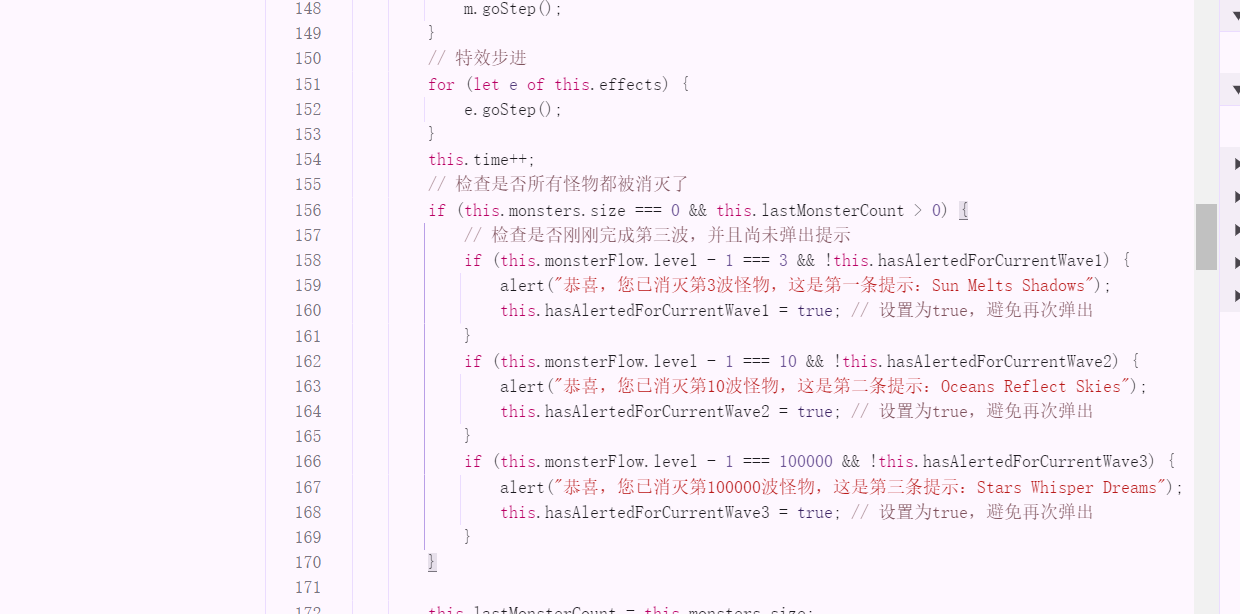 148 m.goStep();
149 }
150 // 特效步进
151 for (let e of this.effects) {
152 e.goStep();
153 }
154 this.time++;
155 // 检查是否所有怪物都被消灭了
156 if (this.monsters.size === 0 && this.lastMonsterCount > 0) {
157 // 检查是否刚刚完成第三波，并且尚未弹出提示
158 if (this.monsterFlow.level - 1 === 3 && !this.hasAlertedForCurrentWave1) {
159 alert("恭喜，您已消灭第3波怪物，这是第一条提示：Sun Melts Shadows");
160 this.hasAlertedForCurrentWave1 = true; // 设置为true，避免再次弹出
161 }
162 if (this.monsterFlow.level - 1 === 10 && !this.hasAlertedForCurrentWave2) {
163 alert("恭喜，您已消灭第10波怪物，这是第二条提示：Oceans Reflect Skies");
164 this.hasAlertedForCurrentWave2 = true; // 设置为true，避免再次弹出
165 }
166 if (this.monsterFlow.level - 1 === 100000 && !this.hasAlertedForCurrentWave3) {
167 alert("恭喜，您已消灭第100000波怪物，这是第三条提示：Stars Whisper Dreams");
168 this.hasAlertedForCurrentWave3 = true; // 设置为true，避免再次弹出
169 }
170 }
171
172 this.lastMonsterCount = this.monsters.size;